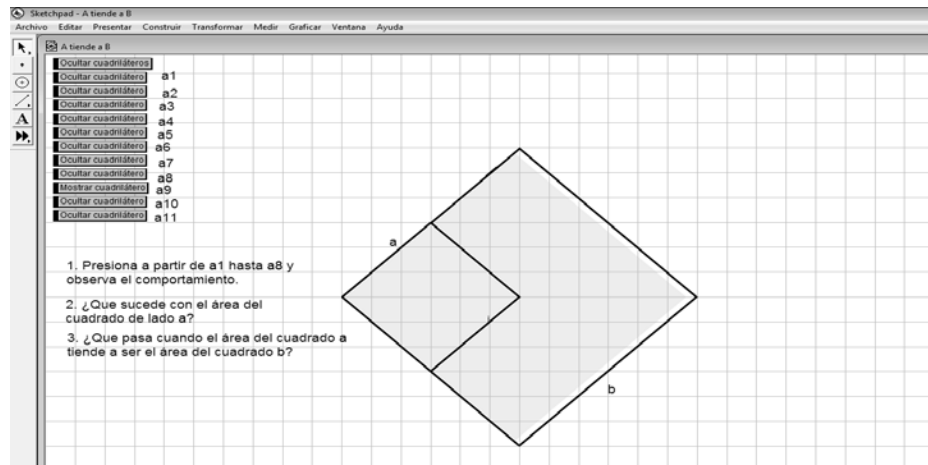 Sketchpad - A tiende a B
Archivo Editar Presentar Construir Transformar Medir Graficar Ventana Ayuda
A tiende a B
Ocultar cuadriláteros
Ocultar cuadrilátero a1
Ocultar cuadrilátero a2
Ocultar cuadrilátero a3
Ocultar cuadrilátero a4
Ocultar cuadrilátero a5
Ocultar cuadrilátero a6
Ocultar cuadrilátero a7
Ocultar cuadrilátero a8
Mostrar cuadrilátero a9
Ocultar cuadrilátero a10
Ocultar cuadrilátero a11
a
1. Presiona a partir de a1 hasta a8 y
observa el comportamiento.
2. ¿Que sucede con el área del
cuadrado de lado a?
3. ¿Que pasa cuando el área del cuadrado a
tiende a ser el área del cuadrado b?
b
A